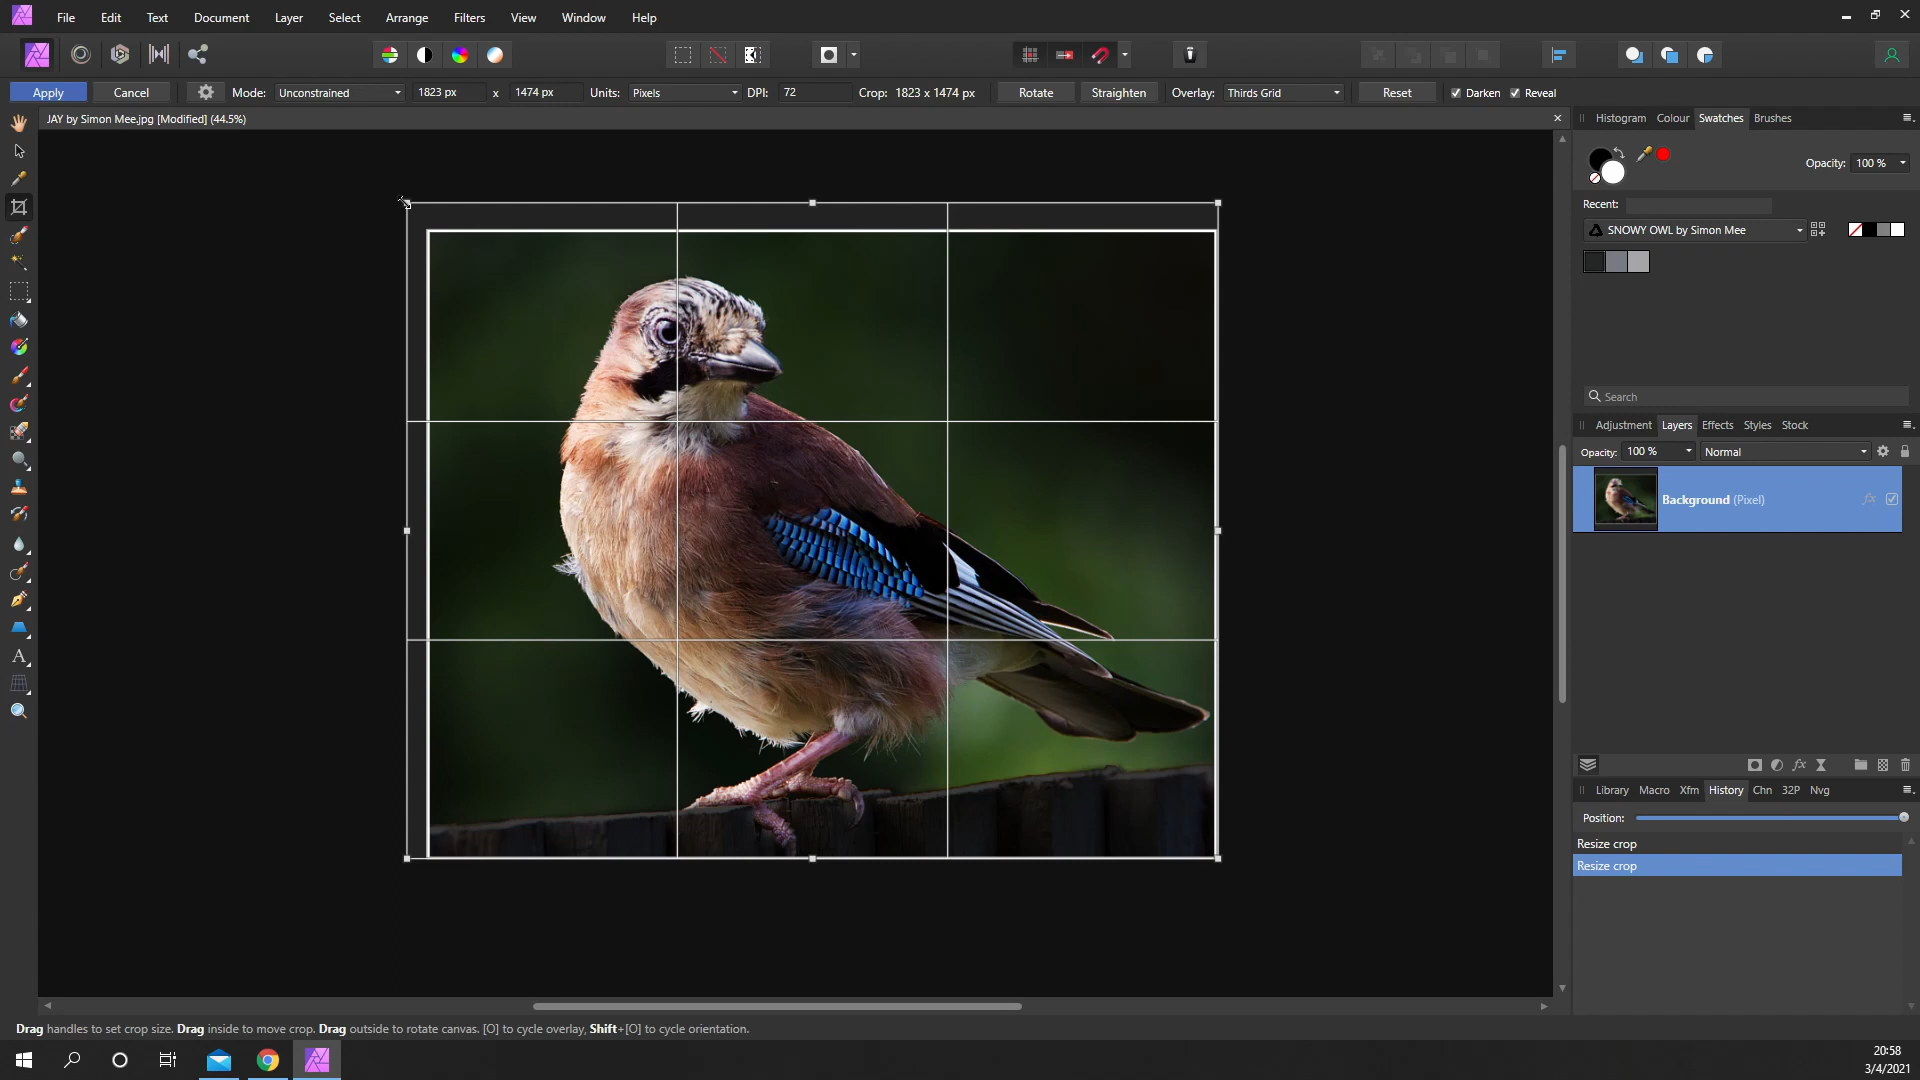 File Edit Text Document Layer Select Arrange Filters View Window Help
Apply Cancel Mode: Unconstrained 1823 px x 1474 px Units: Pixels DPI: 72 Crop: 1823 x 1474 px Rotate Straighten Overlay: Thirds Grid Reset Darken Reveal
JAY by Simon Mee.jpg [Modified] (44.5%)
Histogram Colour Swatches Brushes
Opacity: 100 %
Recent:
SNOWY OWL by Simon Mee
Search
Adjustment Layers Effects Styles Stock
Opacity: 100 % Normal
Background (Pixel)
Library Macro Xfm History Chn 32P Nvg
Position:
Resize crop
Resize crop
Drag handles to set crop size. Drag inside to move crop. Drag outside to rotate canvas. [O] to cycle overlay, Shift+[O] to cycle orientation.
20:58
3/4/2021